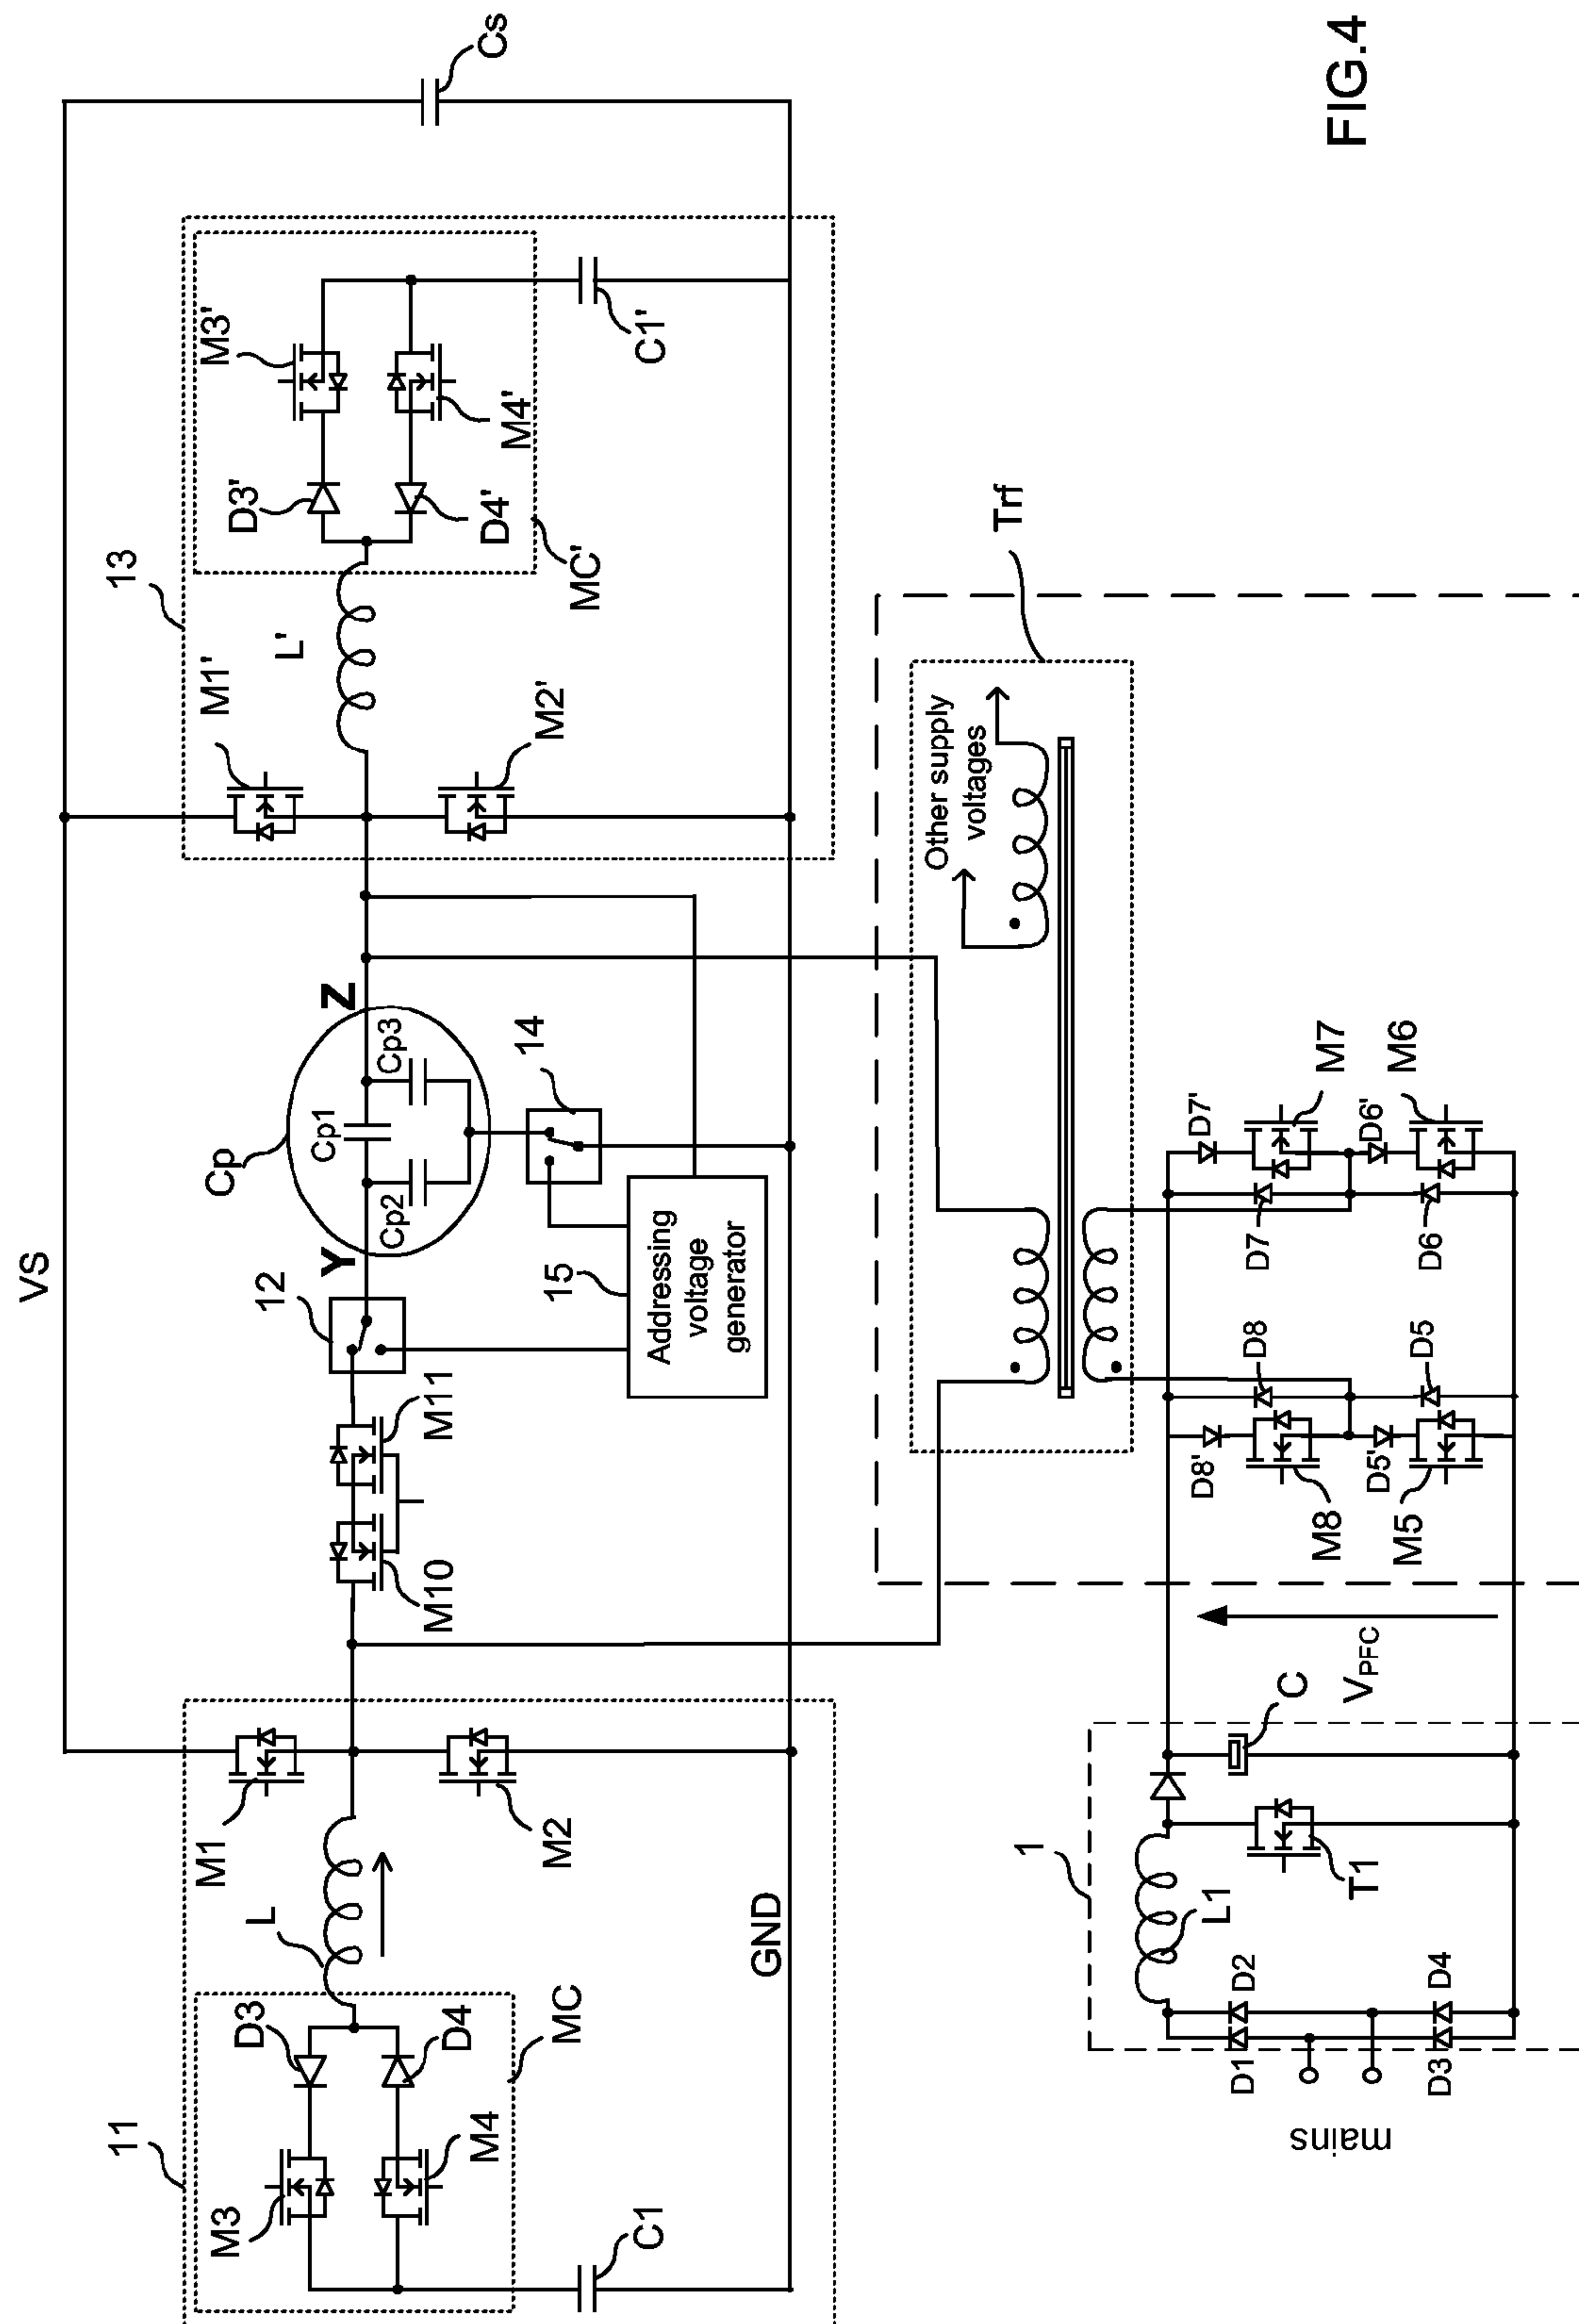 VS
11
M3
D3
D4
M4
MC
C1
L
M1
M2
GND
M10
M11
12
Y
Z
Cp
Cp1
Cp2
Cp3
14
15
Addressing
voltage
generator
13
M1'
L'
M2'
D3'
M3'
D4'
M4'
MC'
C1'
Cs
Trf
Other supply
voltages
mains
1
D1
D2
D3
D4
L1
T1
C
VPFC
D8'
D8
M8
D5'
D5
M5
D7'
D7
M7
D6'
D6
M6
FIG.4